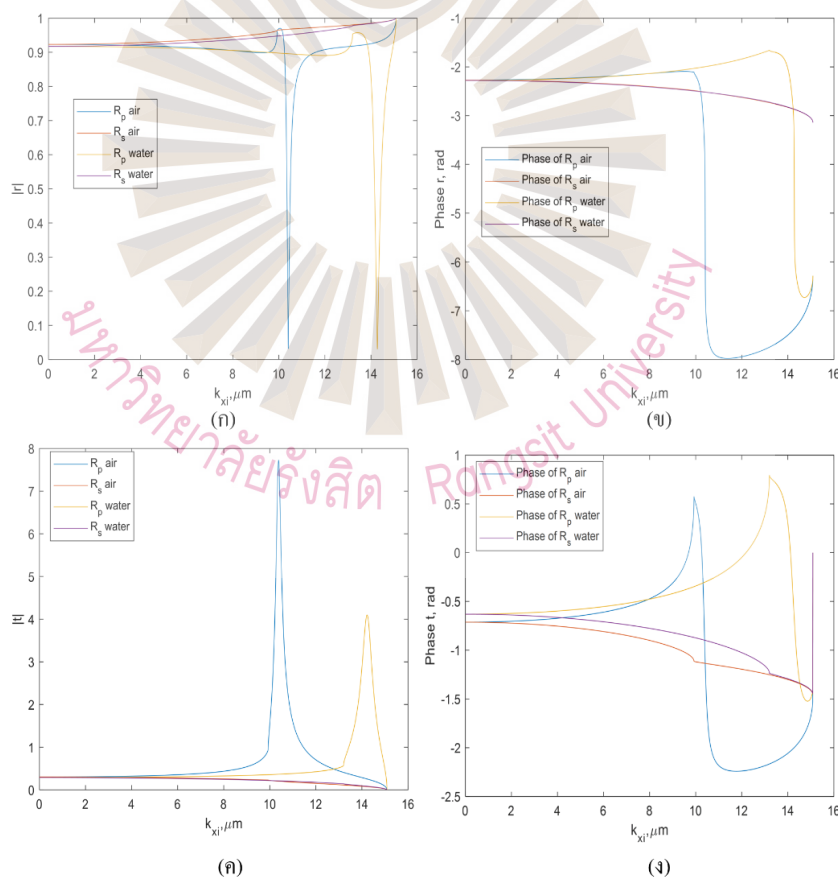 1
0.9
0.8
0.7
0.6
0.5
0.4
0.3
0.2
0.1
0
|r|
R_p air
R_s air
R_p water
R_s water
0 2 4 6 8 10 12 14 16
k_xi,μm
(ก)
-1
-2
-3
-4
-5
-6
-7
-8
Phase r, rad
Phase of R_p air
Phase of R_s air
Phase of R_p water
Phase of R_s water
0 2 4 6 8 10 12 14 16
k_xi,μm
(ข)
มหาวิทยาลัยรังสิต Rangsit University
8
7
6
5
4
3
2
1
0
|t|
R_p air
R_s air
R_p water
R_s water
0 2 4 6 8 10 12 14 16
k_xi,μm
(ค)
1
0.5
0
-0.5
-1
-1.5
-2
-2.5
Phase t, rad
Phase of R_p air
Phase of R_s air
Phase of R_p water
Phase of R_s water
0 2 4 6 8 10 12 14 16
k_xi,μm
(ง)